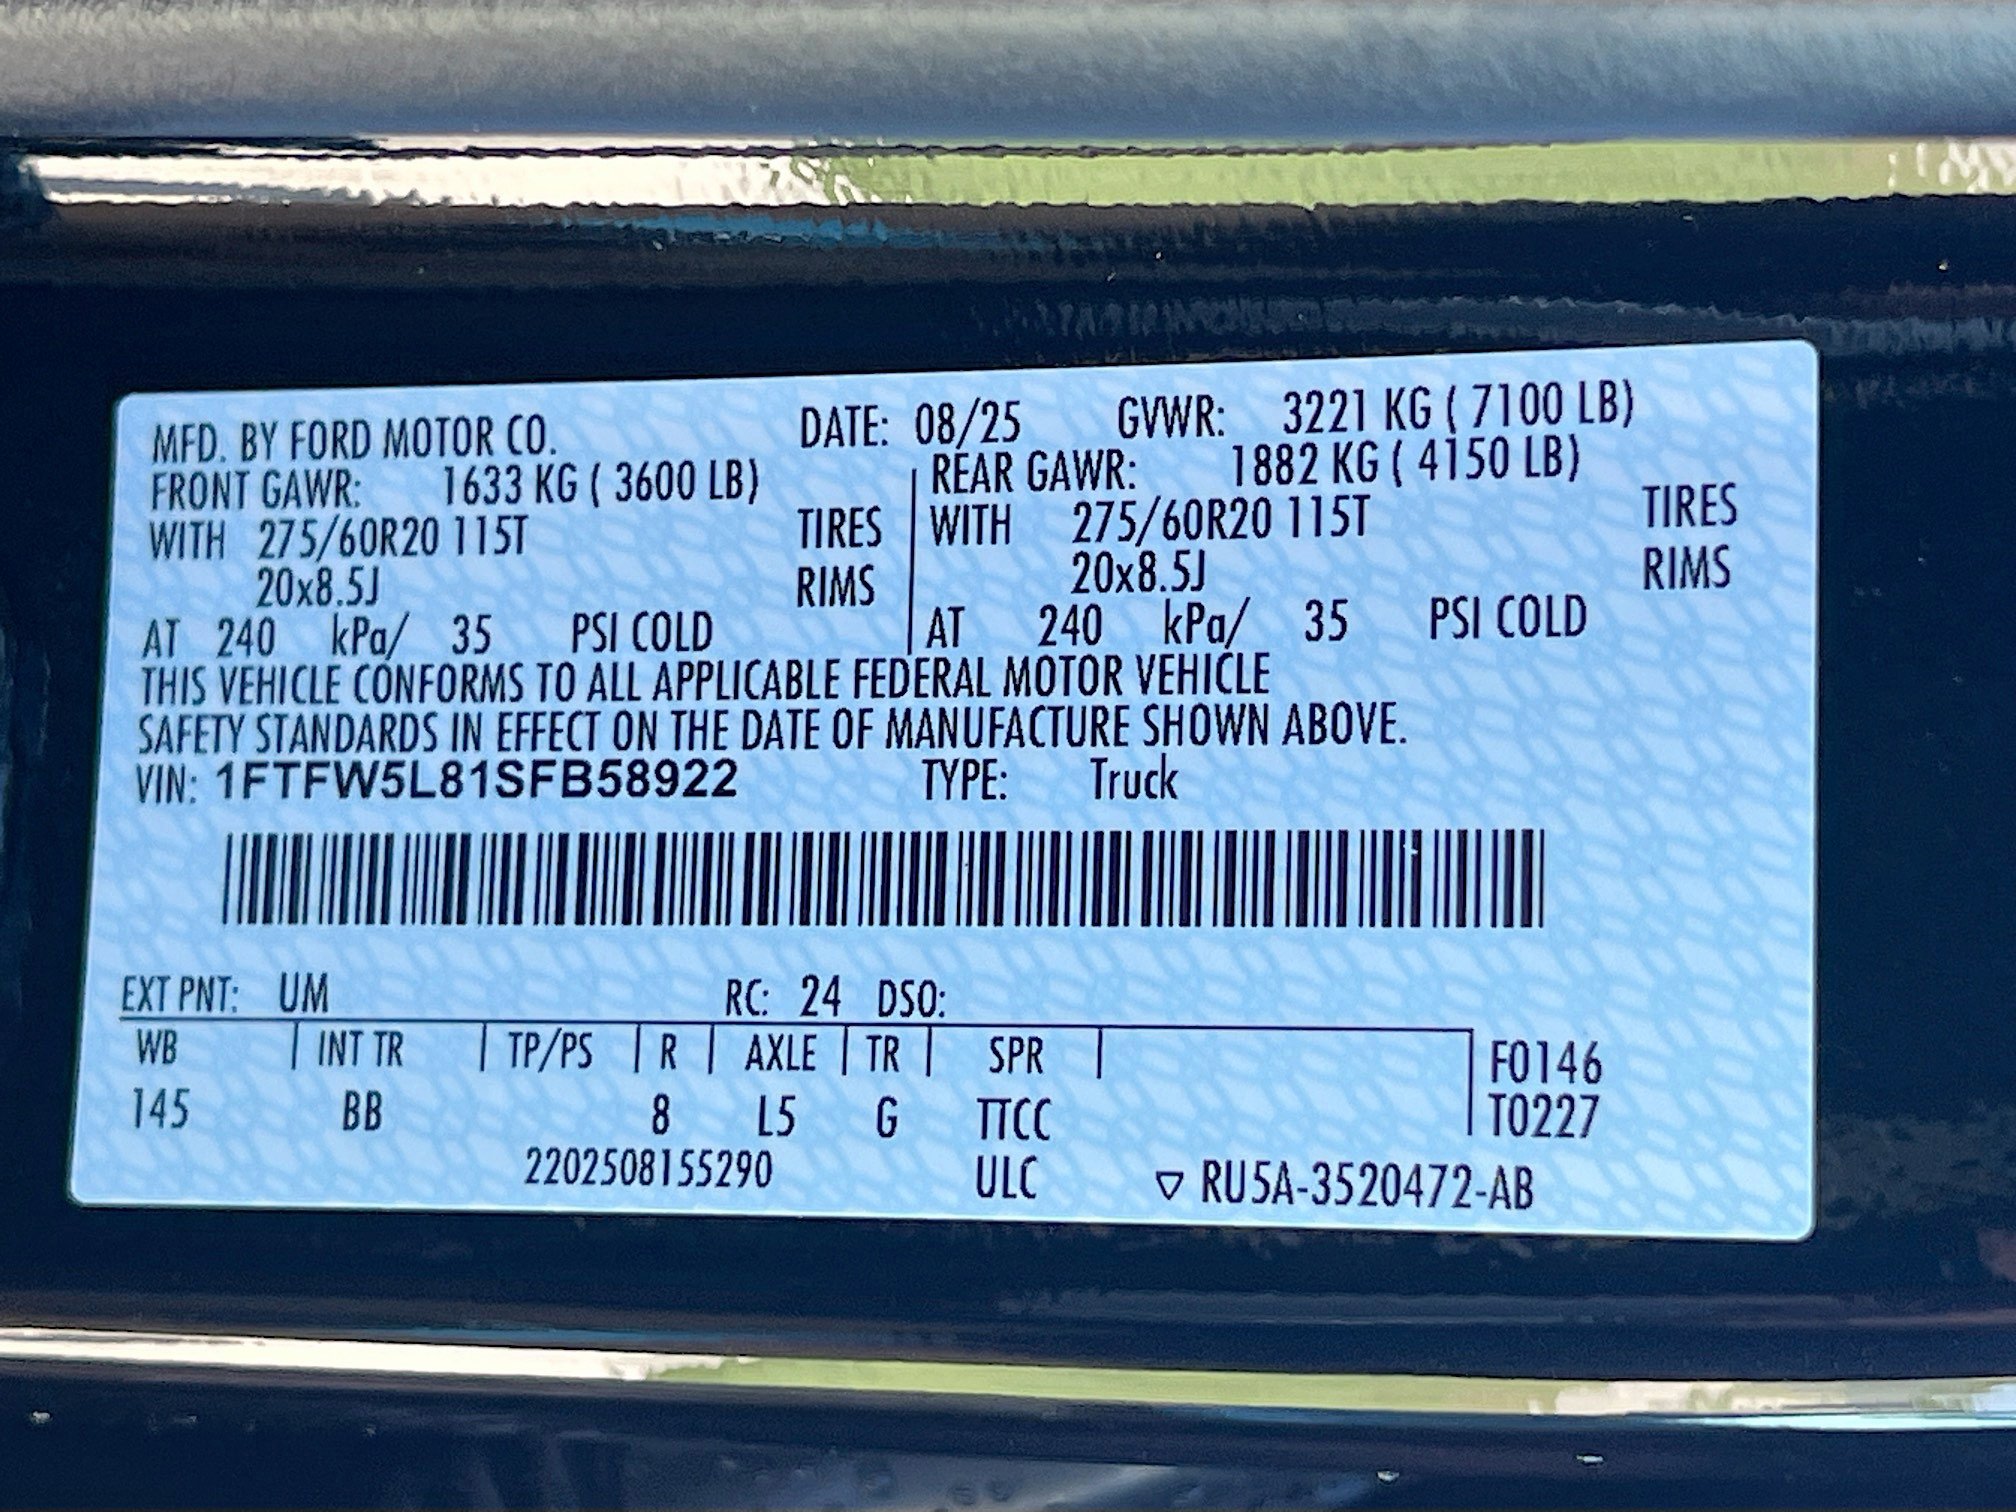 MFD. BY FORD MOTOR CO. DATE: 08/25 GVWR: 3221 KG ( 7100 LB)
FRONT GAWR: 1633 KG ( 3600 LB) REAR GAWR: 1882 KG ( 4150 LB)
WITH 275/60R20 115T TIRES WITH 275/60R20 115T TIRES
20x8.5J RIMS 20x8.5J RIMS
AT 240 kPa/ 35 PSI COLD AT 240 kPa/ 35 PSI COLD
THIS VEHICLE CONFORMS TO ALL APPLICABLE FEDERAL MOTOR VEHICLE
SAFETY STANDARDS IN EFFECT ON THE DATE OF MANUFACTURE SHOWN ABOVE.
VIN: 1FTFW5L81SFB58922 TYPE: Truck
EXT PNT: UM RC: 24 DSO:
WB INT TR TP/PS R AXLE TR SPR F0146
145 BB 8 L5 G TTCC T0227
2202508155290 ULC ▽ RU5A-3520472-AB